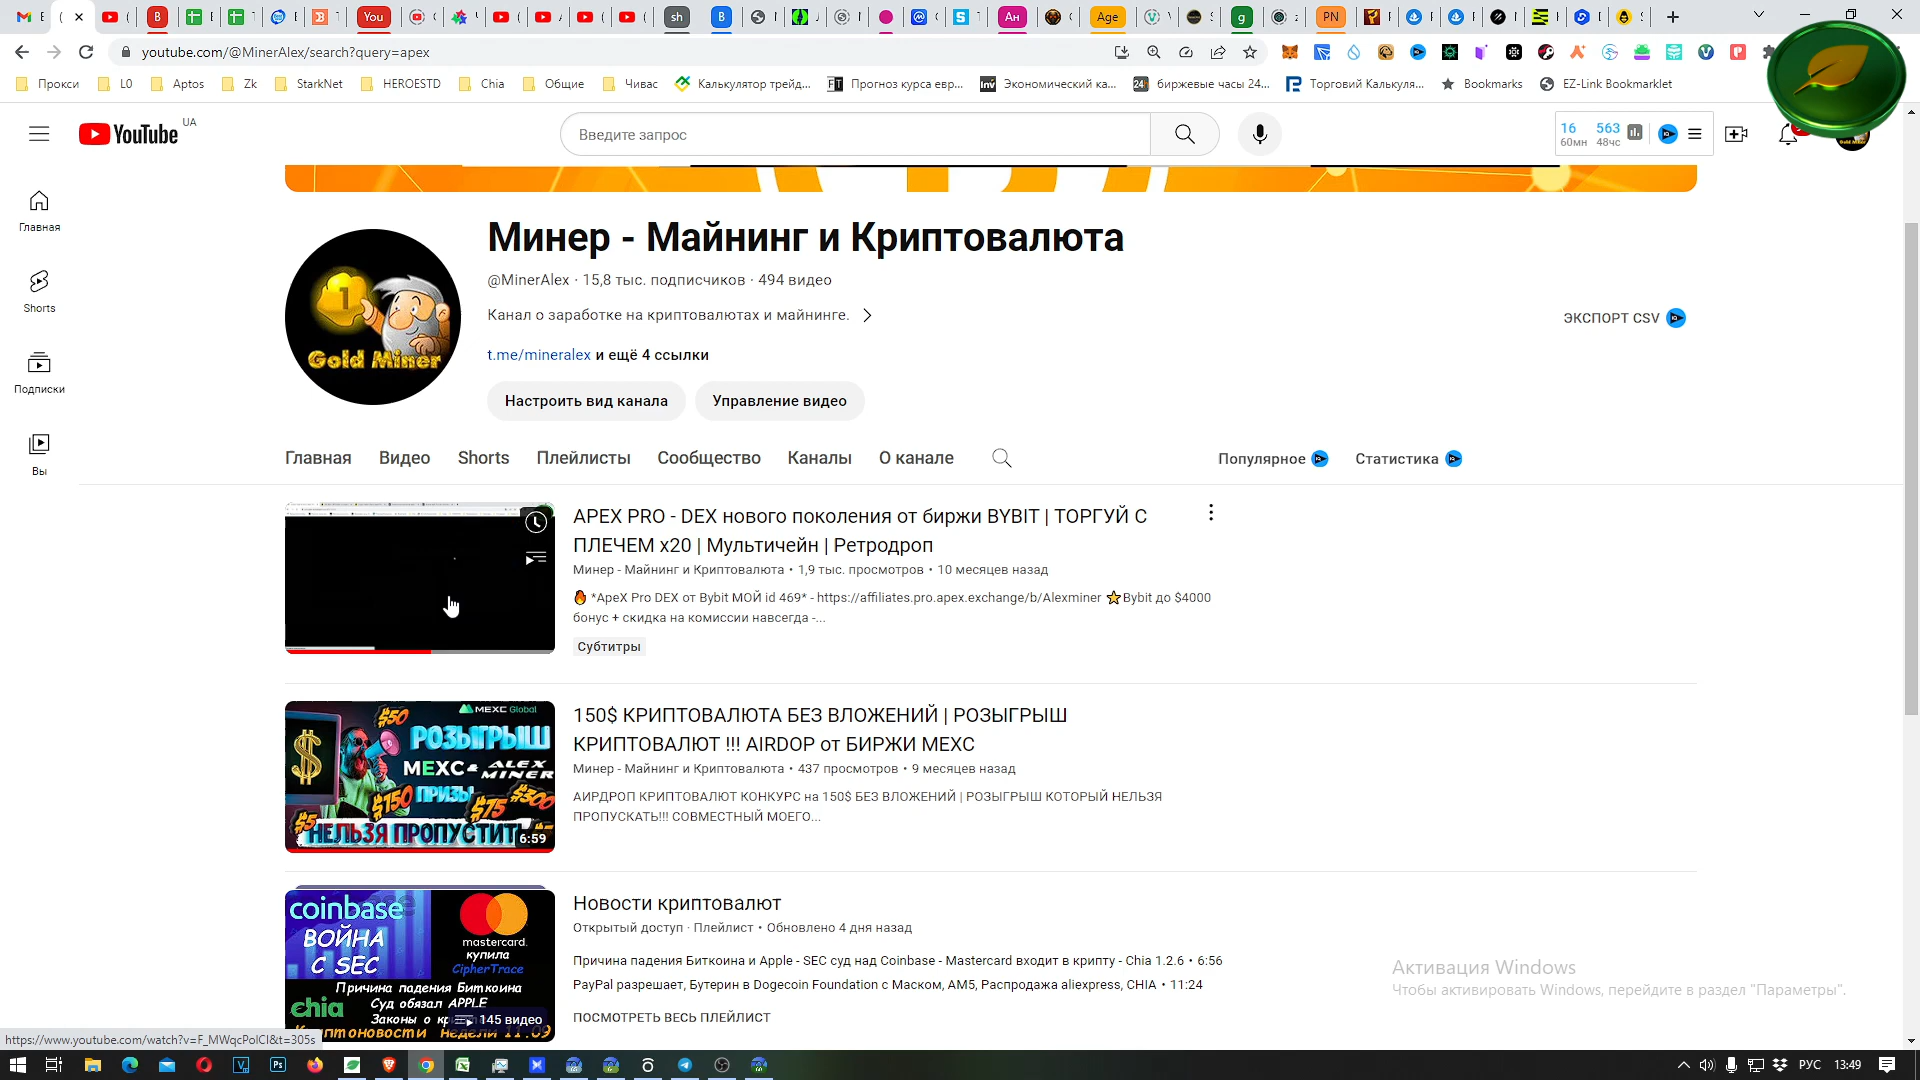 You
sh
B
Ан
Age
g
PN
youtube.com/@MinerAlex/search?query=apex
Прокси
L0
Aptos
Zk
StarkNet
HEROESTD
Chia
Общие
Чивас
Калькулятор трейд...
Прогноз курса евр...
Экономический ка...
биржевые часы 24...
Торговий Калькуля...
Bookmarks
EZ-Link Bookmarklet
YouTube UA
Введите запрос
16 563
60мн 48чс
Главная
Shorts
Подписки
Вы
Gold Miner
Минер - Майнинг и Криптовалюта
@MinerAlex · 15,8 тыс. подписчиков · 494 видео
Канал о заработке на криптовалютах и майнинге.
t.me/mineralex и ещё 4 ссылки
ЭКСПОРТ CSV
Настроить вид канала
Управление видео
Главная
Видео
Shorts
Плейлисты
Сообщество
Каналы
О канале
Популярное
Статистика
APEX PRO - DEX нового поколения от биржи BYBIT | ТОРГУЙ С
ПЛЕЧЕМ х20 | Мультичейн | Ретродроп
Минер - Майнинг и Криптовалюта • 1,9 тыс. просмотров • 10 месяцев назад
*ApeX Pro DEX от Bybit МОЙ id 469* - https://affiliates.pro.apex.exchange/b/Alexminer ⭐Bybit до $4000
бонус + скидка на комиссии навсегда -...
Субтитры
MEXC Global
$50
РОЗЫГРЫШ
MEXC & ALEX MINER
$150 ПРИЗЫ $75 $300
$5
НЕЛЬЗЯ ПРОПУСТИТЬ
6:59
150$ КРИПТОВАЛЮТА БЕЗ ВЛОЖЕНИЙ | РОЗЫГРЫШ
КРИПТОВАЛЮТ !!! AIRDOP от БИРЖИ MEXC
Минер - Майнинг и Криптовалюта • 437 просмотров • 9 месяцев назад
АИРДРОП КРИПТОВАЛЮТ КОНКУРС на 150$ БЕЗ ВЛОЖЕНИЙ | РОЗЫГРЫШ КОТОРЫЙ НЕЛЬЗЯ
ПРОПУСКАТЬ!!! СОВМЕСТНЫЙ МОЕГО...
coinbase
ВОЙНА
С SEC
mastercard.
купила
CipherTrace
Причина падения Биткоина
chia
Суд обязал APPLE
Законы о
145 видео
11.09
Новости криптовалют
Открытый доступ · Плейлист • Обновлено 4 дня назад
Причина падения Биткоина и Apple - SEC суд над Coinbase - Mastercard входит в крипту - Chia 1.2.6 • 6:56
PayPal разрешает, Бутерин в Dogecoin Foundation с Маском, AM5, Распродажа aliexpress, CHIA • 11:24
ПОСМОТРЕТЬ ВЕСЬ ПЛЕЙЛИСТ
Активация Windows
Чтобы активировать Windows, перейдите в раздел "Параметры".
https://www.youtube.com/watch?v=F_MWqcPolCI&t=305s
РУС
13:49